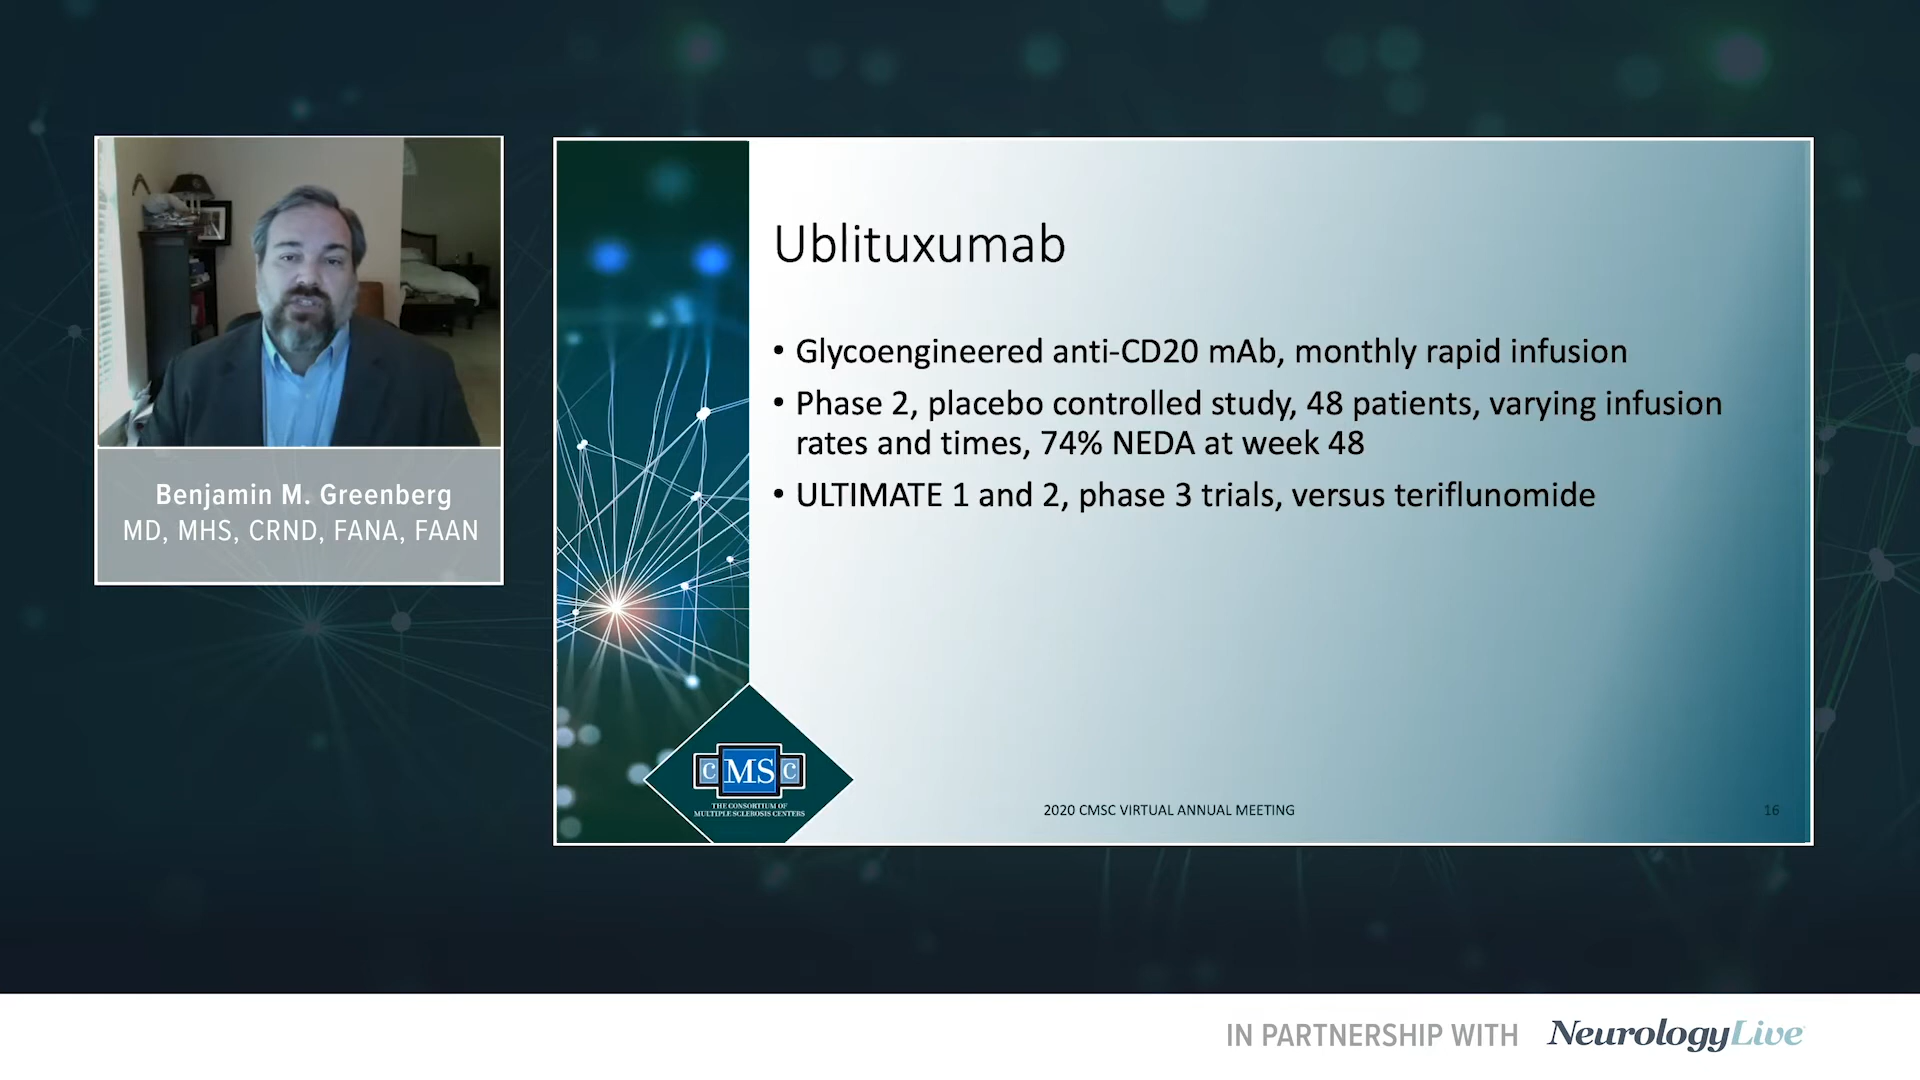 Benjamin M. Greenberg
MD, MHS, CRND, FANA, FAAN
Ublituxumab
• Glycoengineered anti-CD20 mAb, monthly rapid infusion
• Phase 2, placebo controlled study, 48 patients, varying infusion
rates and times, 74% NEDA at week 48
• ULTIMATE 1 and 2, phase 3 trials, versus teriflunomide
C MS C
THE CONSORTIUM OF
MULTIPLE SCLEROSIS CENTERS
2020 CMSC VIRTUAL ANNUAL MEETING
16
IN PARTNERSHIP WITH NeurologyLive